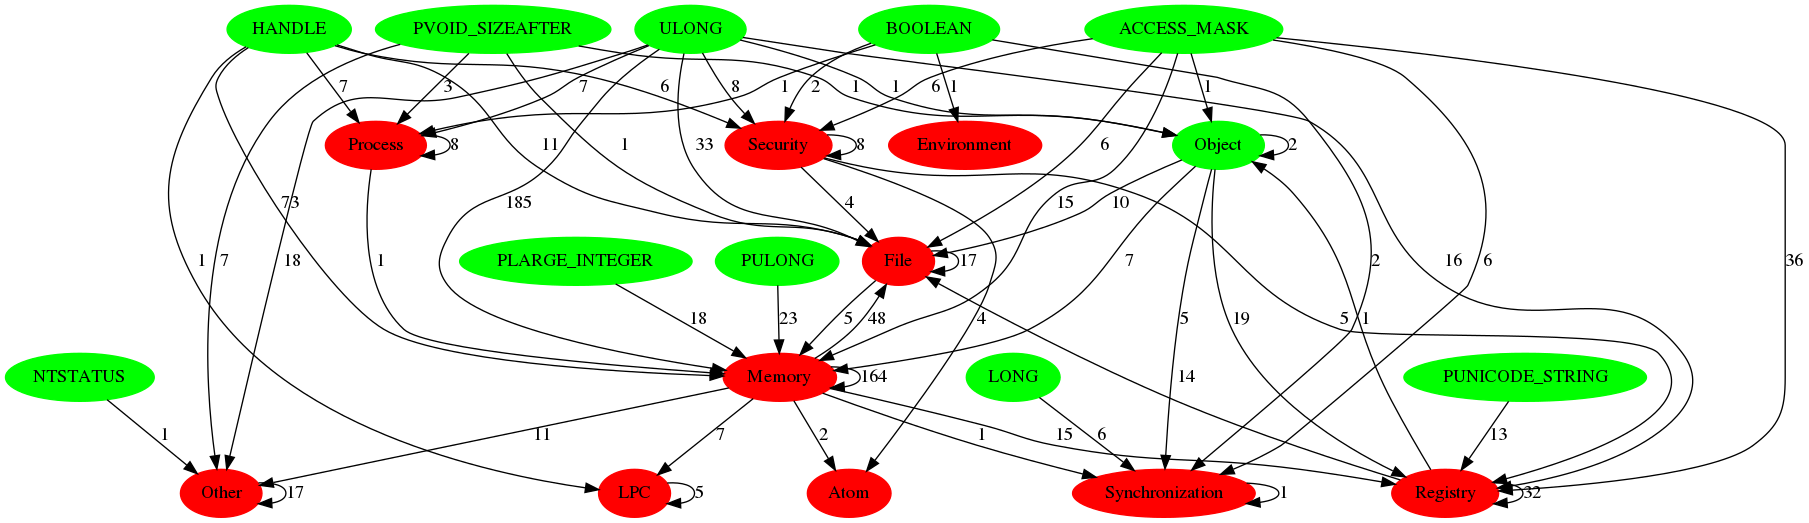 HANDLE PVOID_SIZEAFTER ULONG BOOLEAN ACCESS_MASK
7 3 7 6 8 1 2 1 1 1 6 1
Process Security Environment Object
8 11 1 33 8 6 2
73 185 4 15 10
1 7 18 PLARGE_INTEGER PULONG File 1 17 7 2 16 6 36
18 23 5 48 4 5 19 5 1
NTSTATUS Memory 164 LONG 14 PUNICODE_STRING
1 11 7 2 1 15 6 13
Other 17 LPC 5 Atom Synchronization 1 Registry 32